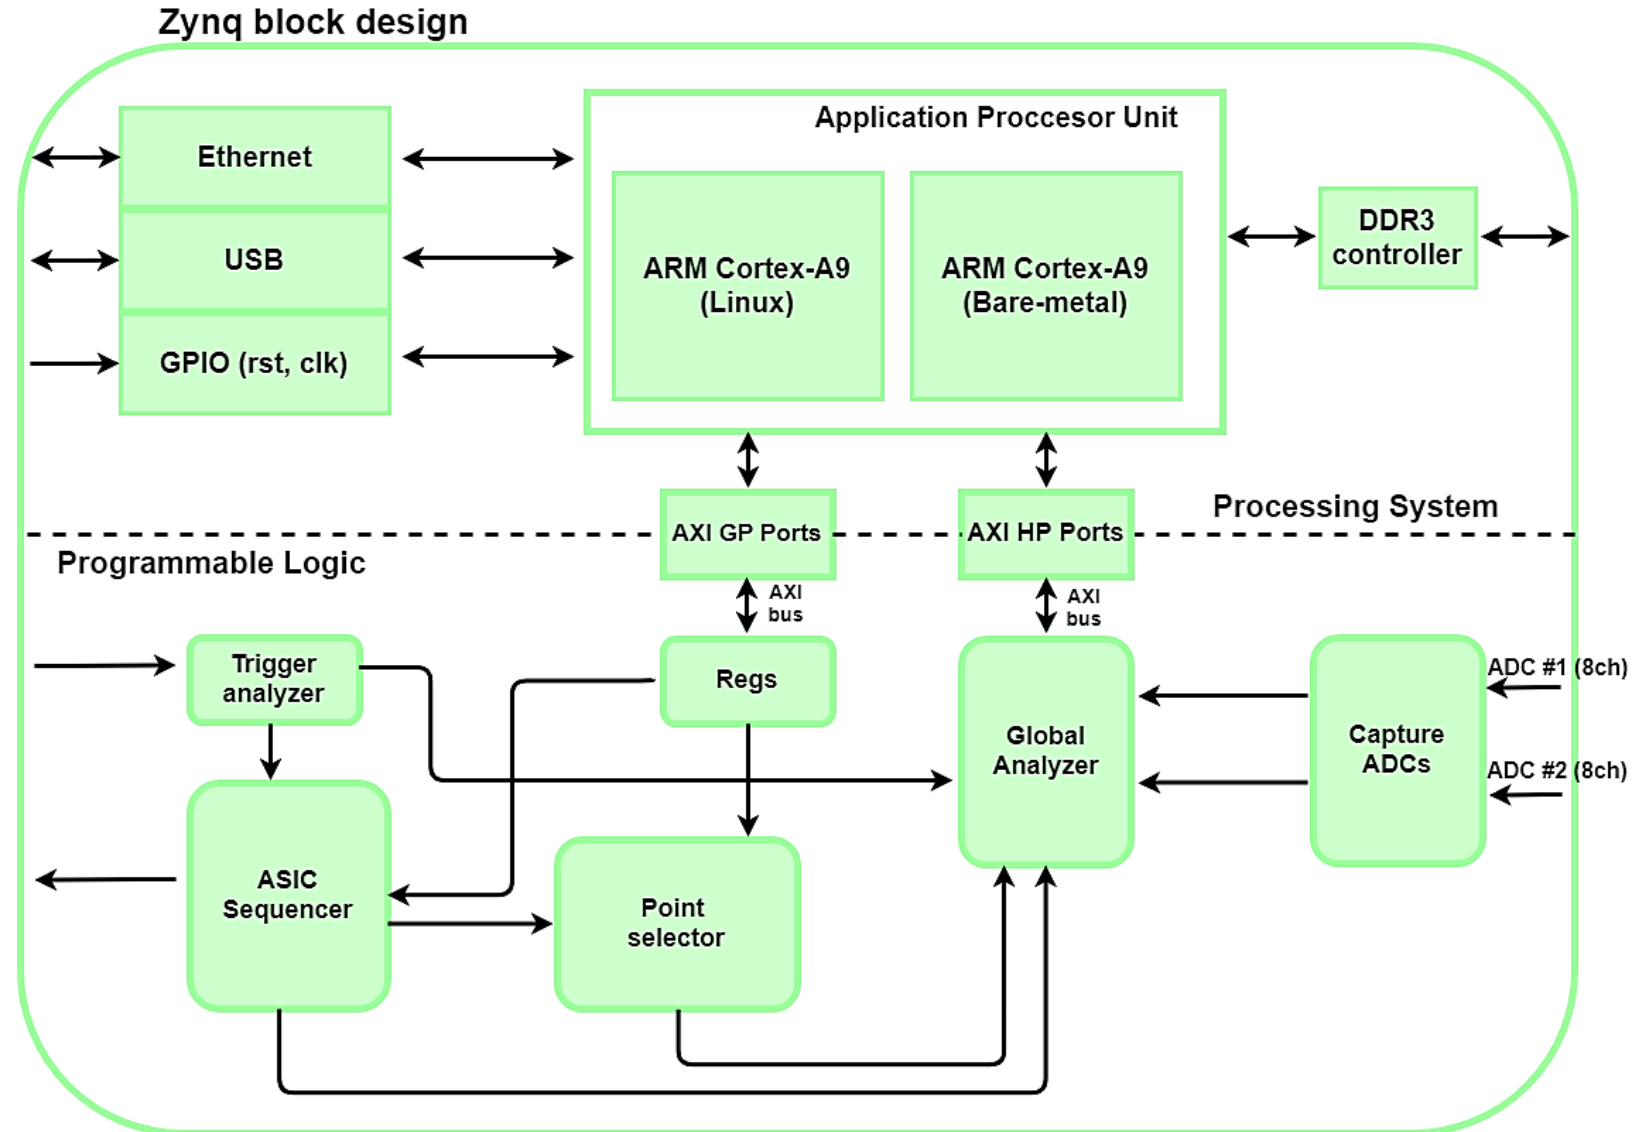 Zynq block design
Application Proccesor Unit
Ethernet
USB
GPIO (rst, clk)
ARM Cortex-A9
(Linux)
ARM Cortex-A9
(Bare-metal)
DDR3
controller
Processing System
AXI GP Ports
AXI HP Ports
Programmable Logic
AXI
bus
AXI
bus
Trigger
analyzer
Regs
Global
Analyzer
Capture
ADCs
ADC #1 (8ch)
ADC #2 (8ch)
ASIC
Sequencer
Point
selector